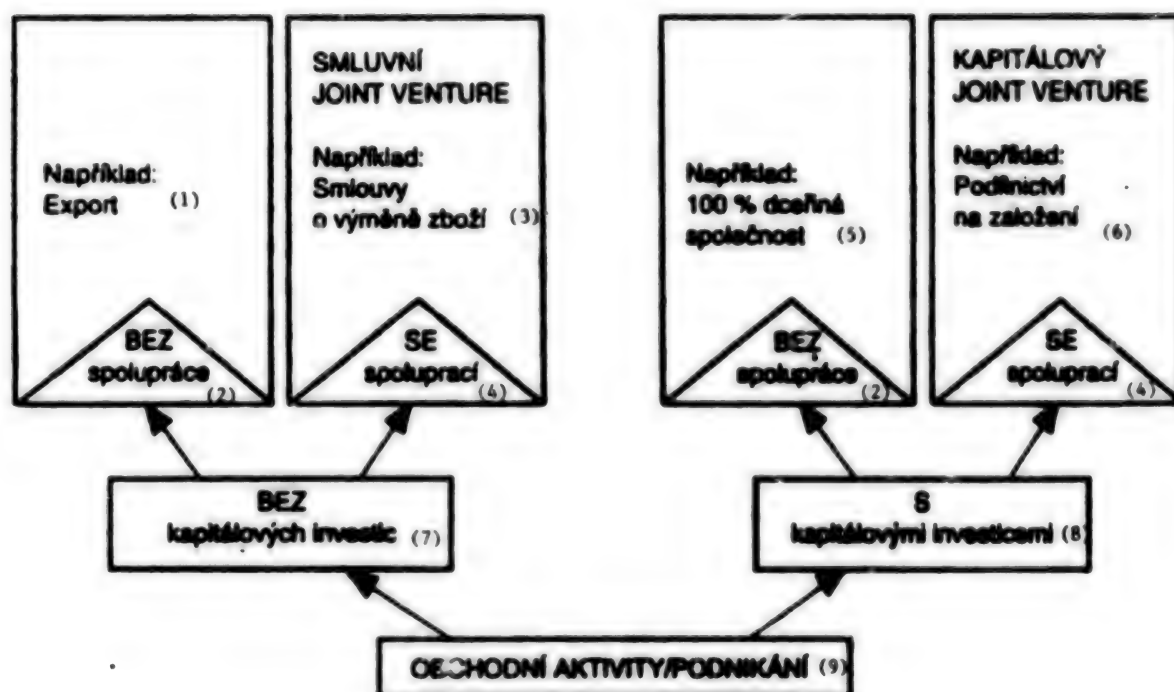 Například:
Export (1)
BEZ
spolupráce (2)
SMLUVNÍ
JOINT VENTURE
Například:
Smlouvy
o výměně zboží (3)
SE
spoluprací (4)
Například:
100 % dceřiná
společnost (5)
BEZ
spolupráce (2)
KAPITÁLOVÝ
JOINT VENTURE
Například:
Podílnictví
na založení (6)
SE
spoluprací (4)
BEZ
kapitálových investic (7)
S
kapitálovými investicemi (8)
OBCHODNÍ AKTIVITY/PODNIKÁNÍ (9)